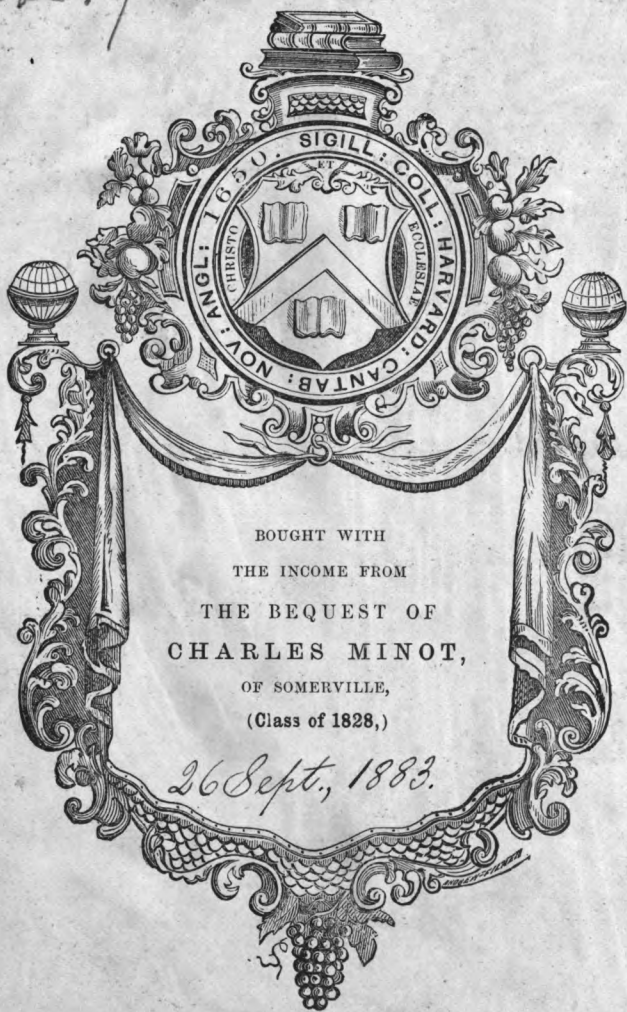 SIGILL: COLL: HARVARD: CANTAB: NOV: ANGL: 1650.
ET
CHRISTO
ECCLESIAE
BOUGHT WITH
THE INCOME FROM
THE BEQUEST OF
CHARLES MINOT,
OF SOMERVILLE,
(Class of 1828,)
26 Sept., 1883.